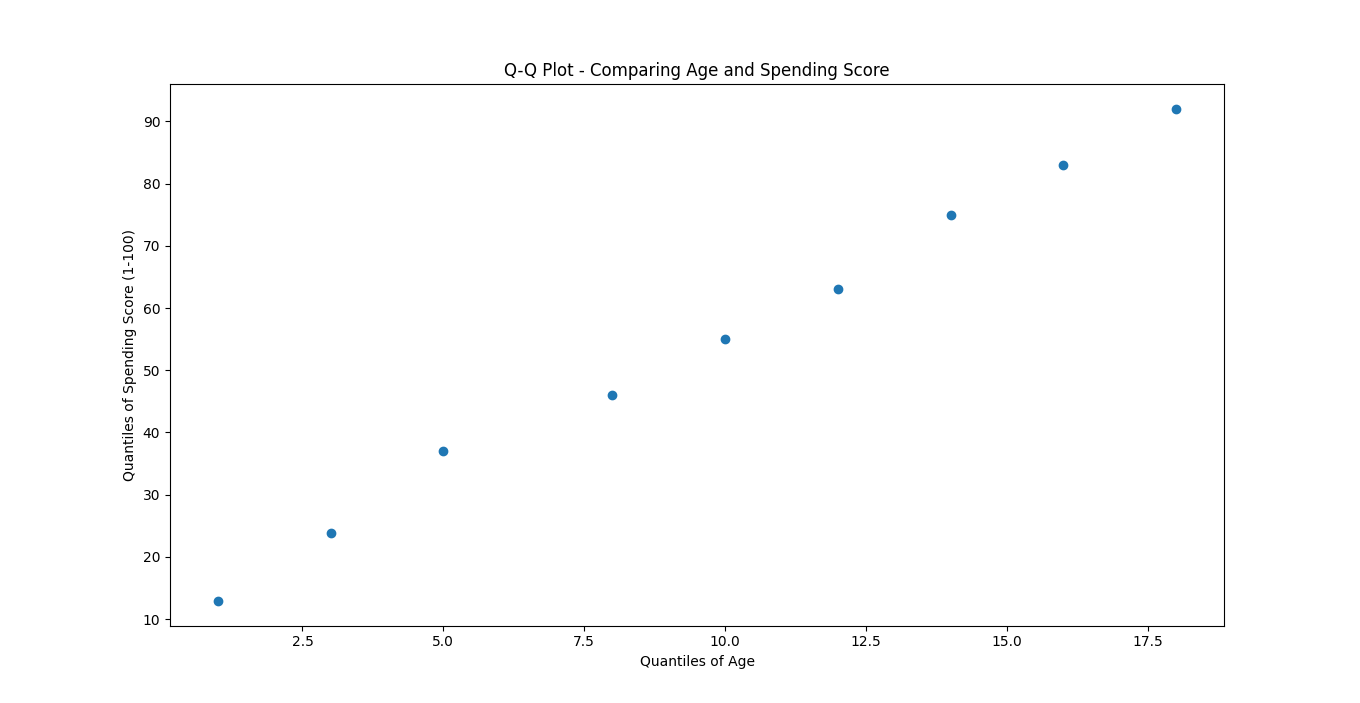 Q-Q Plot - Comparing Age and Spending Score
90
80
70
60
50
40
30
20
10
Quantiles of Spending Score (1-100)
2.5 5.0 7.5 10.0 12.5 15.0 17.5
Quantiles of Age